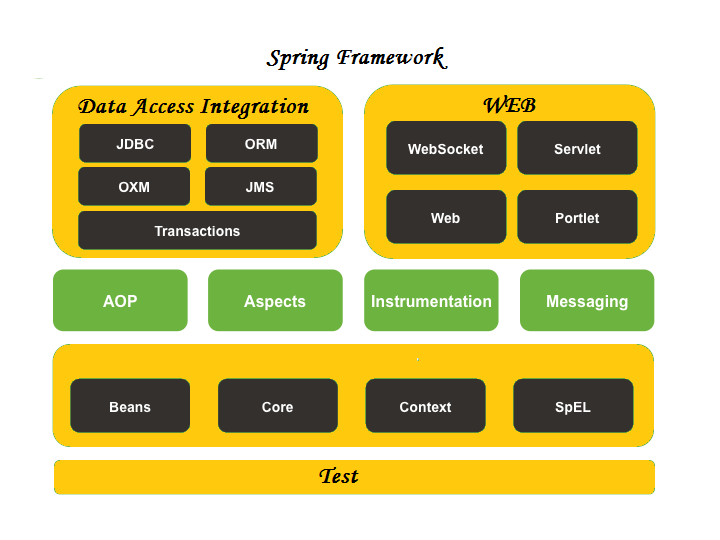 Spring Framework
Data Access Integration
JDBC
ORM
OXM
JMS
Transactions
WEB
WebSocket
Servlet
Web
Portlet
AOP
Aspects
Instrumentation
Messaging
Beans
Core
Context
SpEL
Test